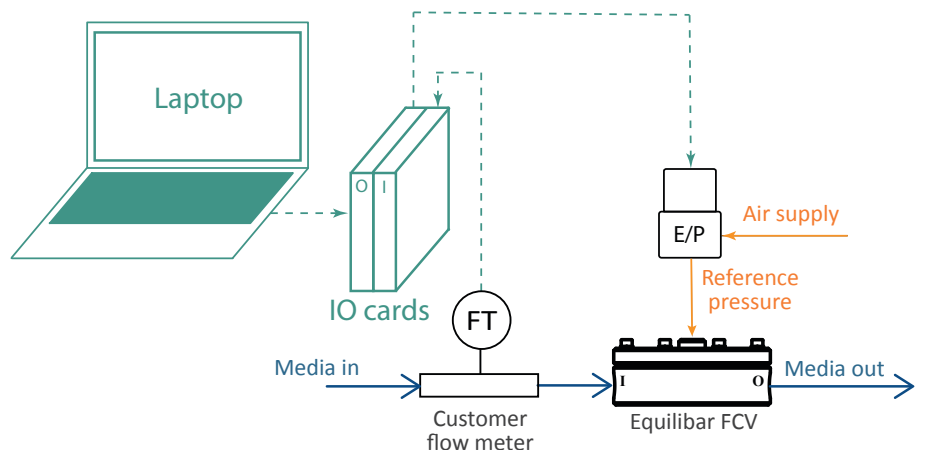 Laptop
O I
IO cards
E/P
Air supply
Reference
pressure
FT
Media in
Customer
flow meter
I O
Equilibar FCV
Media out